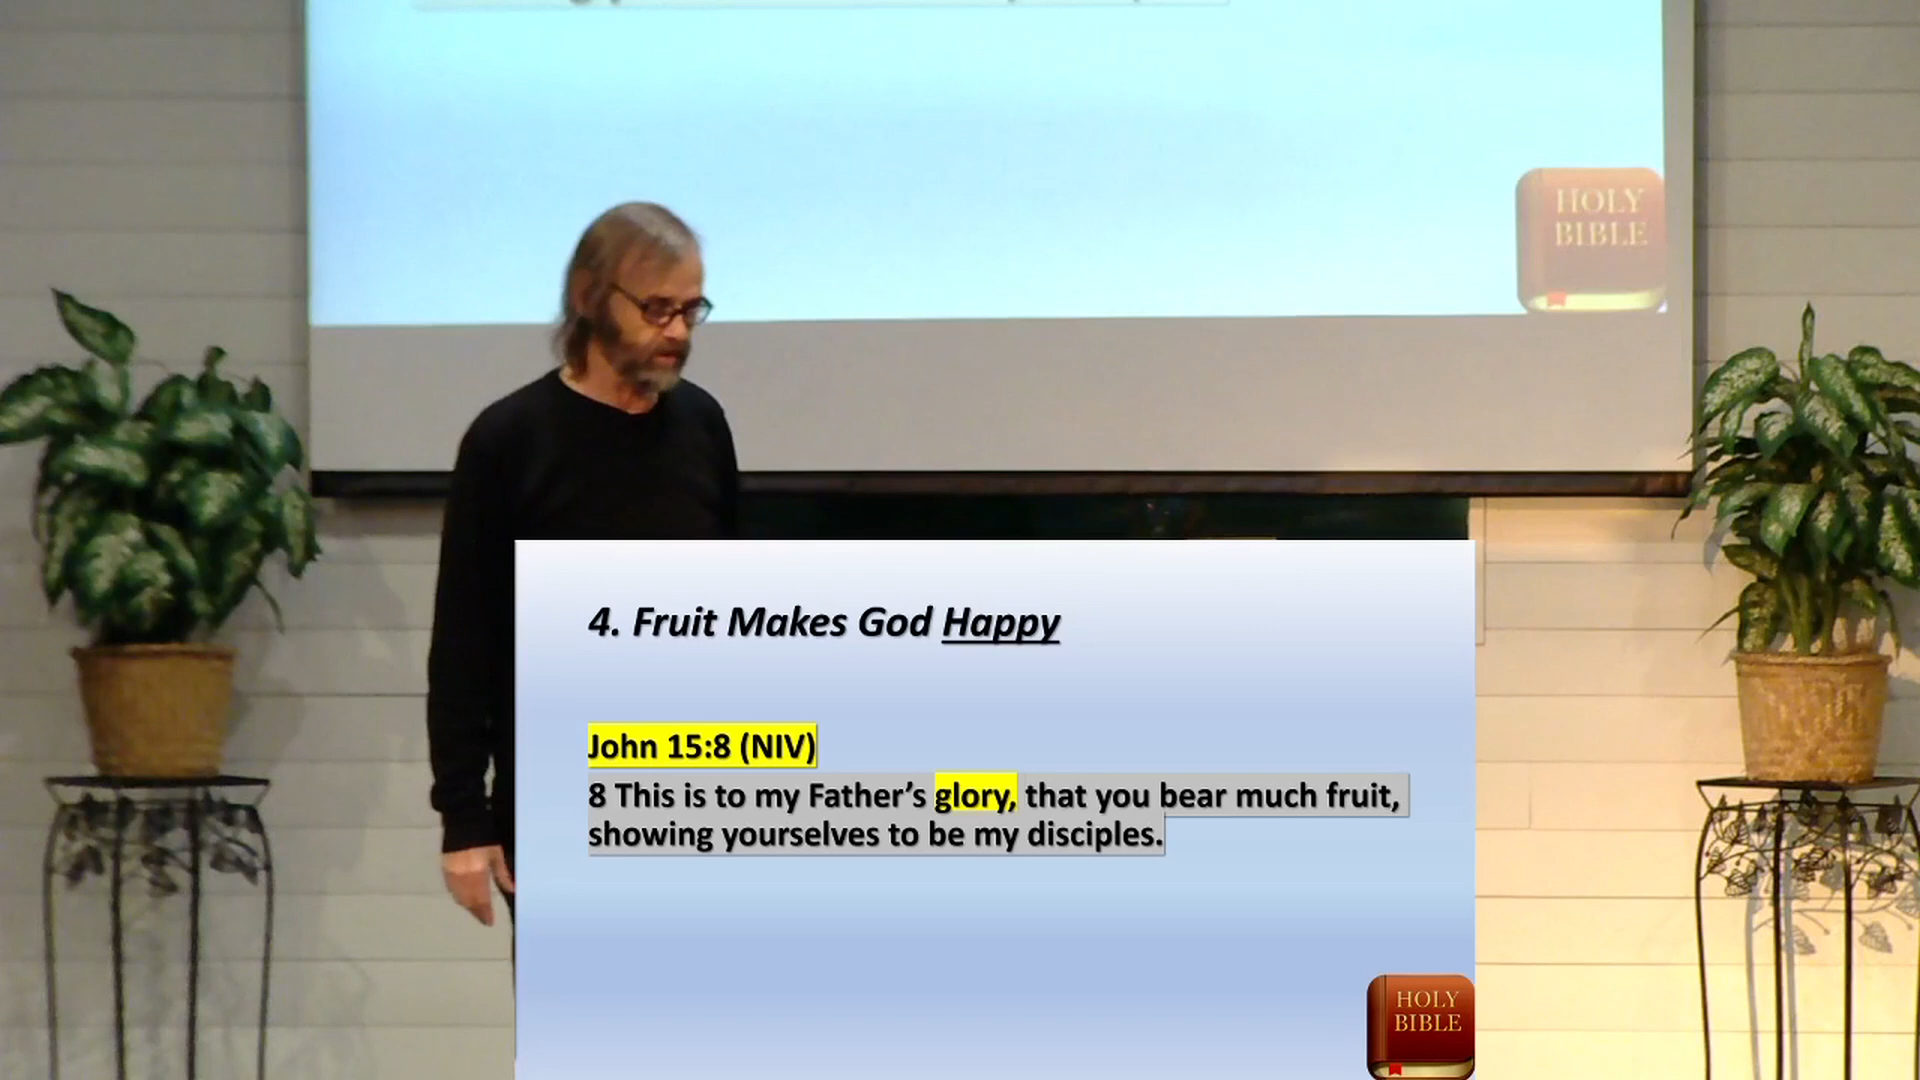 HOLY
BIBLE
4. Fruit Makes God Happy
John 15:8 (NIV)
8 This is to my Father’s glory, that you bear much fruit,
showing yourselves to be my disciples.
HOLY
BIBLE